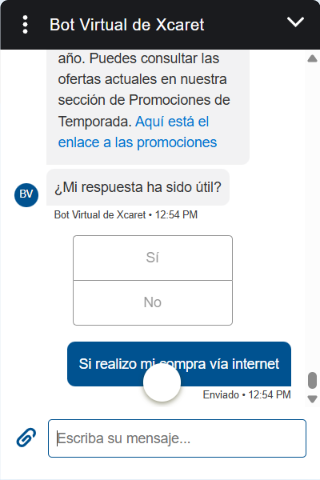 Bot Virtual de Xcaret
año. Puedes consultar las
ofertas actuales en nuestra
sección de Promociones de
Temporada. Aquí está el
enlace a las promociones
¿Mi respuesta ha sido útil?
BV
Bot Virtual de Xcaret • 12:54 PM
Sí
No
Si realizo mi compra vía internet
Enviado • 12:54 PM
Escriba su mensaje...